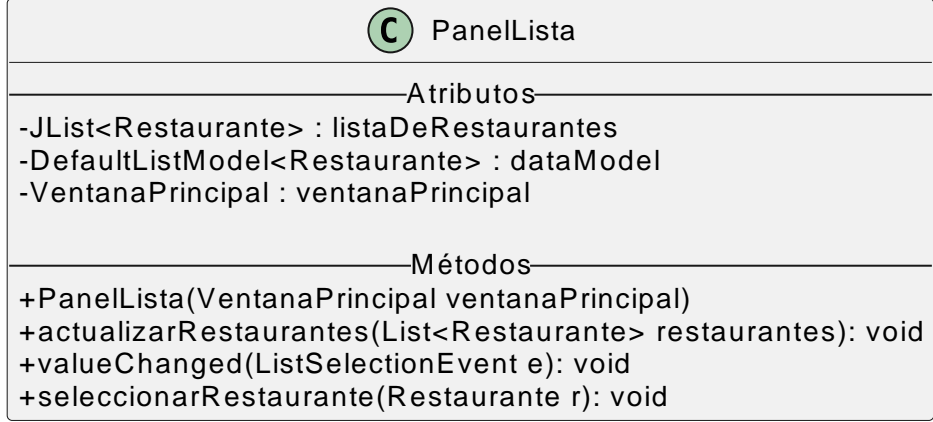 C PanelLista
Atributos
-JList<Restaurante> : listaDeRestaurantes
-DefaultListModel<Restaurante> : dataModel
-VentanaPrincipal : ventanaPrincipal
Métodos
+PanelLista(VentanaPrincipal ventanaPrincipal)
+actualizarRestaurantes(List<Restaurante> restaurantes): void
+valueChanged(ListSelectionEvent e): void
+seleccionarRestaurante(Restaurante r): void